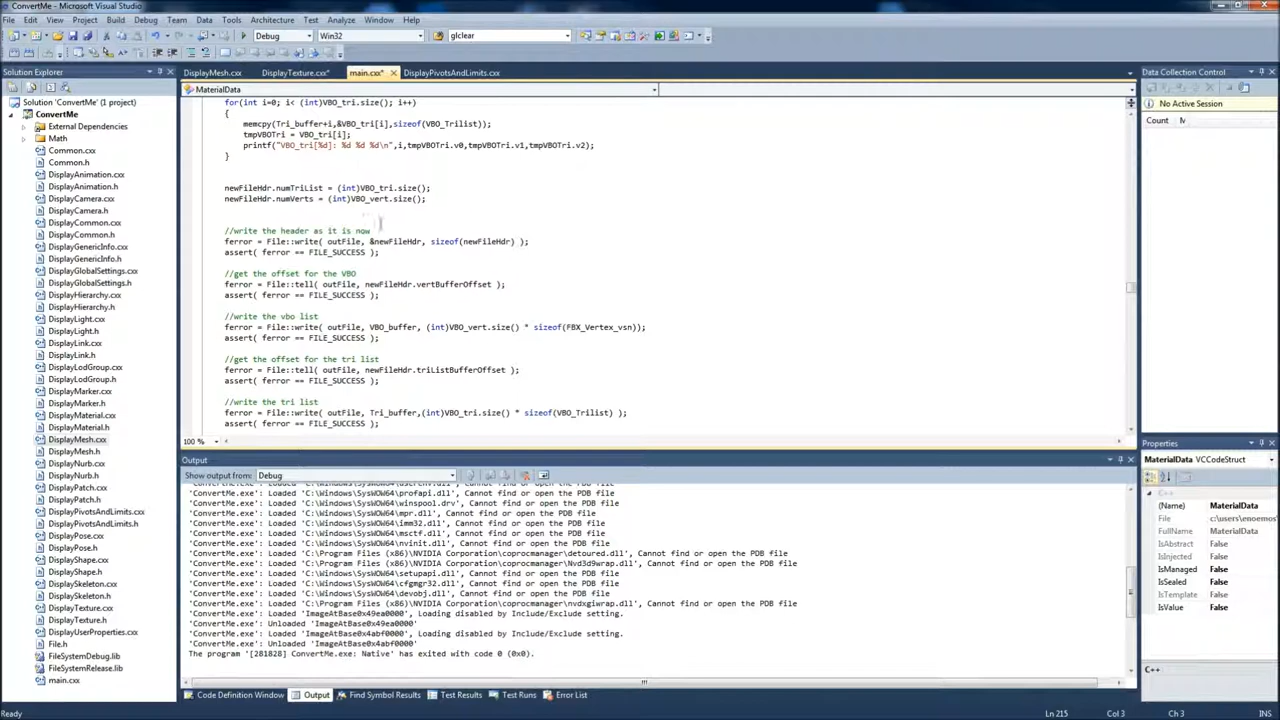 ConvertMe - Microsoft Visual Studio
File Edit View Project Build Debug Team Data Tools Architecture Test Analyze Window Help
Debug Win32 glclear
Solution Explorer
DisplayMesh.cxx DisplayTexture.cxx* main.cxx* DisplayPivotsAndLimits.cxx
Data Collection Control
MaterialData
No Active Session
Count
Solution 'ConvertMe' (1 project)
ConvertMe
External Dependencies
Math
Common.cxx
Common.h
DisplayAnimation.cxx
DisplayAnimation.h
DisplayCamera.cxx
DisplayCamera.h
DisplayCommon.cxx
DisplayCommon.h
DisplayGenericInfo.cxx
DisplayGenericInfo.h
DisplayGlobalSettings.cxx
DisplayGlobalSettings.h
DisplayHierarchy.cxx
DisplayHierarchy.h
DisplayLight.cxx
DisplayLight.h
DisplayLink.cxx
DisplayLink.h
DisplayLodGroup.cxx
DisplayLodGroup.h
DisplayMarker.cxx
DisplayMarker.h
DisplayMaterial.cxx
DisplayMaterial.h
DisplayMesh.cxx
DisplayMesh.h
DisplayNurb.cxx
DisplayNurb.h
DisplayPatch.cxx
DisplayPatch.h
DisplayPivotsAndLimits.cxx
DisplayPivotsAndLimits.h
DisplayPose.cxx
DisplayPose.h
DisplayShape.cxx
DisplayShape.h
DisplaySkeleton.cxx
DisplaySkeleton.h
DisplayTexture.cxx
DisplayTexture.h
DisplayUserProperties.cxx
File.h
FileSystemDebug.lib
FileSystemRelease.lib
main.cxx
for(int i=0; i< (int)VBO_tri.size(); i++)
{
memcpy(Tri_buffer+i,&VBO_tri[i],sizeof(VBO_Trilist));
tmpVBOTri = VBO_tri[i];
printf("VBO_tri[%d]: %d %d %d\n",i,tmpVBOTri.v0,tmpVBOTri.v1,tmpVBOTri.v2);
}
newFileHdr.numTriList = (int)VBO_tri.size();
newFileHdr.numVerts = (int)VBO_vert.size();
//write the header as it is now
ferror = File::write( outFile, &newFileHdr, sizeof(newFileHdr) );
assert( ferror == FILE_SUCCESS );
//get the offset for the VBO
ferror = File::tell( outFile, newFileHdr.vertBufferOffset );
assert( ferror == FILE_SUCCESS );
//write the vbo list
ferror = File::write( outFile, VBO_buffer, (int)VBO_vert.size() * sizeof(FBX_Vertex_vsn));
assert( ferror == FILE_SUCCESS );
//get the offset for the tri list
ferror = File::tell( outFile, newFileHdr.triListBufferOffset );
assert( ferror == FILE_SUCCESS );
//write the tri list
ferror = File::write( outFile, Tri_buffer,(int)VBO_tri.size() * sizeof(VBO_Trilist) );
assert( ferror == FILE_SUCCESS );
100 %
Output
Show output from: Debug
'ConvertMe.exe': Loaded 'C:\Windows\SysWOW64\profapi.dll', Cannot find or open the PDB file
'ConvertMe.exe': Loaded 'C:\Windows\SysWOW64\winspool.drv', Cannot find or open the PDB file
'ConvertMe.exe': Loaded 'C:\Windows\SysWOW64\mpr.dll', Cannot find or open the PDB file
'ConvertMe.exe': Loaded 'C:\Windows\SysWOW64\imm32.dll', Cannot find or open the PDB file
'ConvertMe.exe': Loaded 'C:\Windows\SysWOW64\msctf.dll', Cannot find or open the PDB file
'ConvertMe.exe': Loaded 'C:\Windows\SysWOW64\nvinit.dll', Cannot find or open the PDB file
'ConvertMe.exe': Loaded 'C:\Program Files (x86)\NVIDIA Corporation\coprocmanager\detoured.dll', Cannot find or open the PDB file
'ConvertMe.exe': Loaded 'C:\Program Files (x86)\NVIDIA Corporation\coprocmanager\Nvd3d9wrap.dll', Cannot find or open the PDB file
'ConvertMe.exe': Loaded 'C:\Windows\SysWOW64\setupapi.dll', Cannot find or open the PDB file
'ConvertMe.exe': Loaded 'C:\Windows\SysWOW64\cfgmgr32.dll', Cannot find or open the PDB file
'ConvertMe.exe': Loaded 'C:\Windows\SysWOW64\devobj.dll', Cannot find or open the PDB file
'ConvertMe.exe': Loaded 'C:\Program Files (x86)\NVIDIA Corporation\coprocmanager\nvdxgiwrap.dll', Cannot find or open the PDB file
'ConvertMe.exe': Loaded 'ImageAtBase0x49ea0000', Loading disabled by Include/Exclude setting.
'ConvertMe.exe': Unloaded 'ImageAtBase0x49ea0000'
'ConvertMe.exe': Loaded 'ImageAtBase0x4abf0000', Loading disabled by Include/Exclude setting.
'ConvertMe.exe': Unloaded 'ImageAtBase0x4abf0000'
The program '[281828] ConvertMe.exe: Native' has exited with code 0 (0x0).
Code Definition Window Output Find Symbol Results Test Results Test Runs Error List
Properties
MaterialData VCCodeStruct
C++
(Name) MaterialData
File c:\users\enoemos
FullName MaterialData
IsAbstract False
IsInjected False
IsManaged False
IsSealed False
IsTemplate False
IsValue False
C++
Ready Ln 215 Col 3 Ch 3 INS